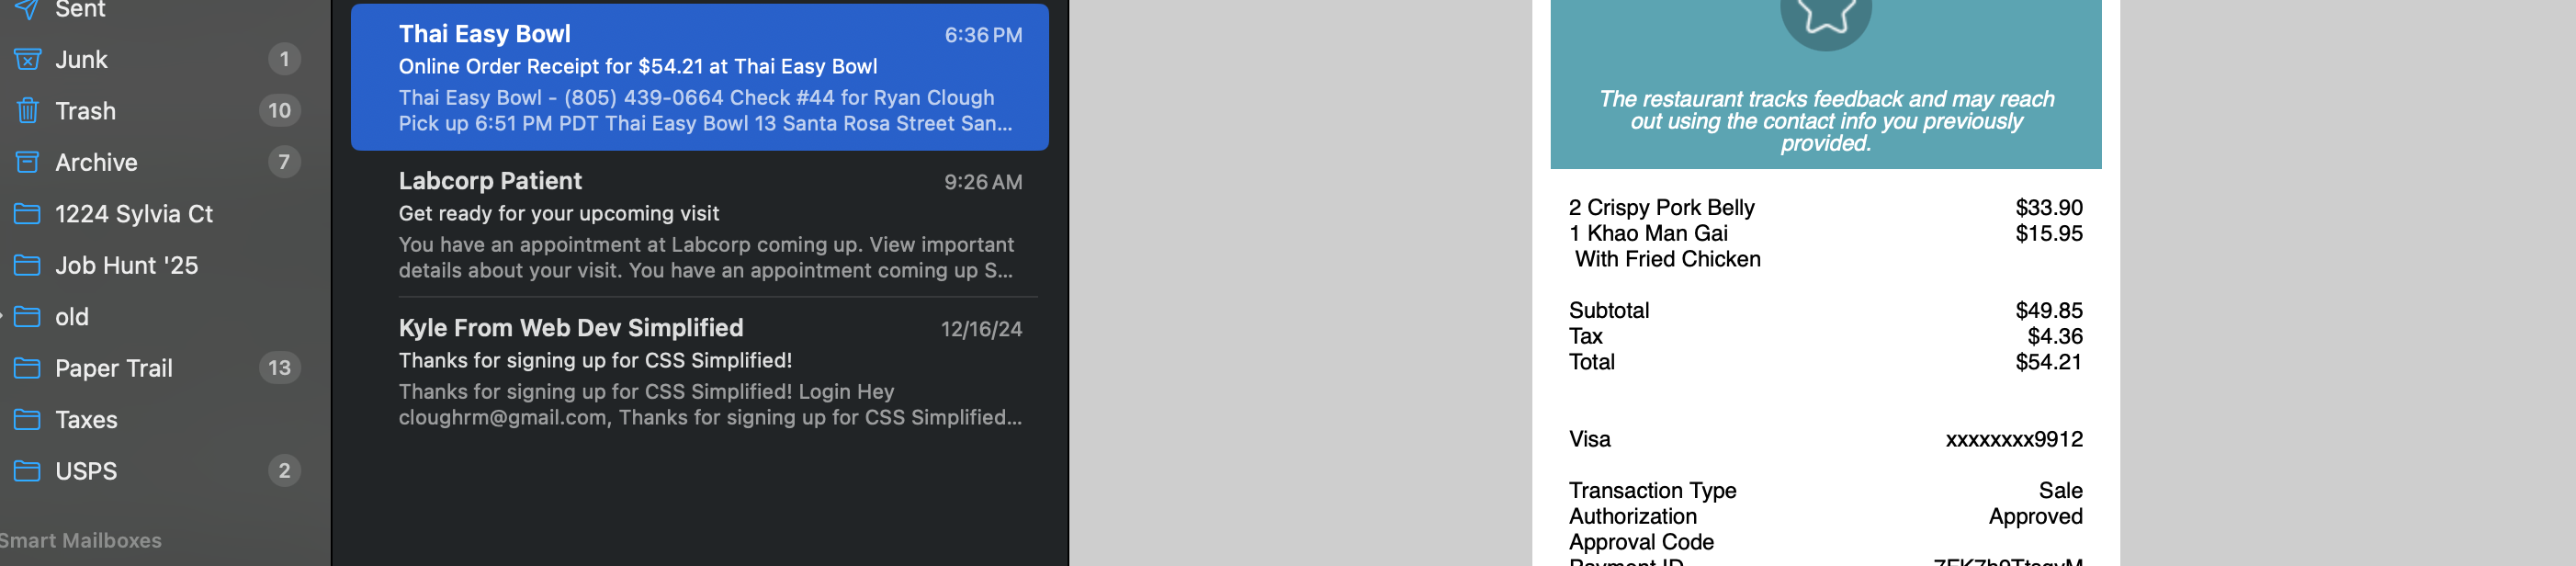 Sent
Junk 1
Trash 10
Archive 7
1224 Sylvia Ct
Job Hunt '25
old
Paper Trail 13
Taxes
USPS 2
Smart Mailboxes
Thai Easy Bowl 6:36 PM
Online Order Receipt for $54.21 at Thai Easy Bowl
Thai Easy Bowl - (805) 439-0664 Check #44 for Ryan Clough
Pick up 6:51 PM PDT Thai Easy Bowl 13 Santa Rosa Street San...
Labcorp Patient 9:26 AM
Get ready for your upcoming visit
You have an appointment at Labcorp coming up. View important
details about your visit. You have an appointment coming up S...
Kyle From Web Dev Simplified 12/16/24
Thanks for signing up for CSS Simplified!
Thanks for signing up for CSS Simplified! Login Hey
cloughrm@gmail.com, Thanks for signing up for CSS Simplified...
The restaurant tracks feedback and may reach
out using the contact info you previously
provided.
2 Crispy Pork Belly $33.90
1 Khao Man Gai $15.95
With Fried Chicken
Subtotal $49.85
Tax $4.36
Total $54.21
Visa xxxxxxxx9912
Transaction Type Sale
Authorization Approved
Approval Code
Payment ID